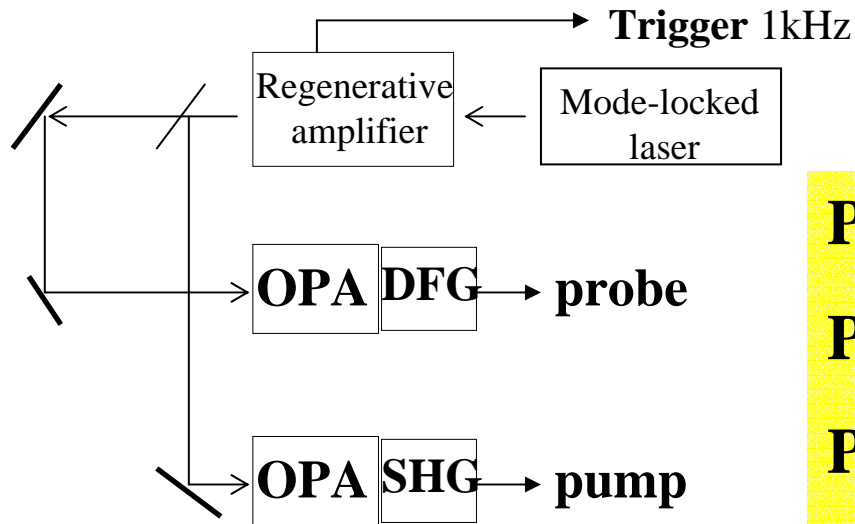 Trigger 1kHz
Regenerative
amplifier
Mode-locked
laser
OPA DFG probe
OPA SHG pump
P
P
P